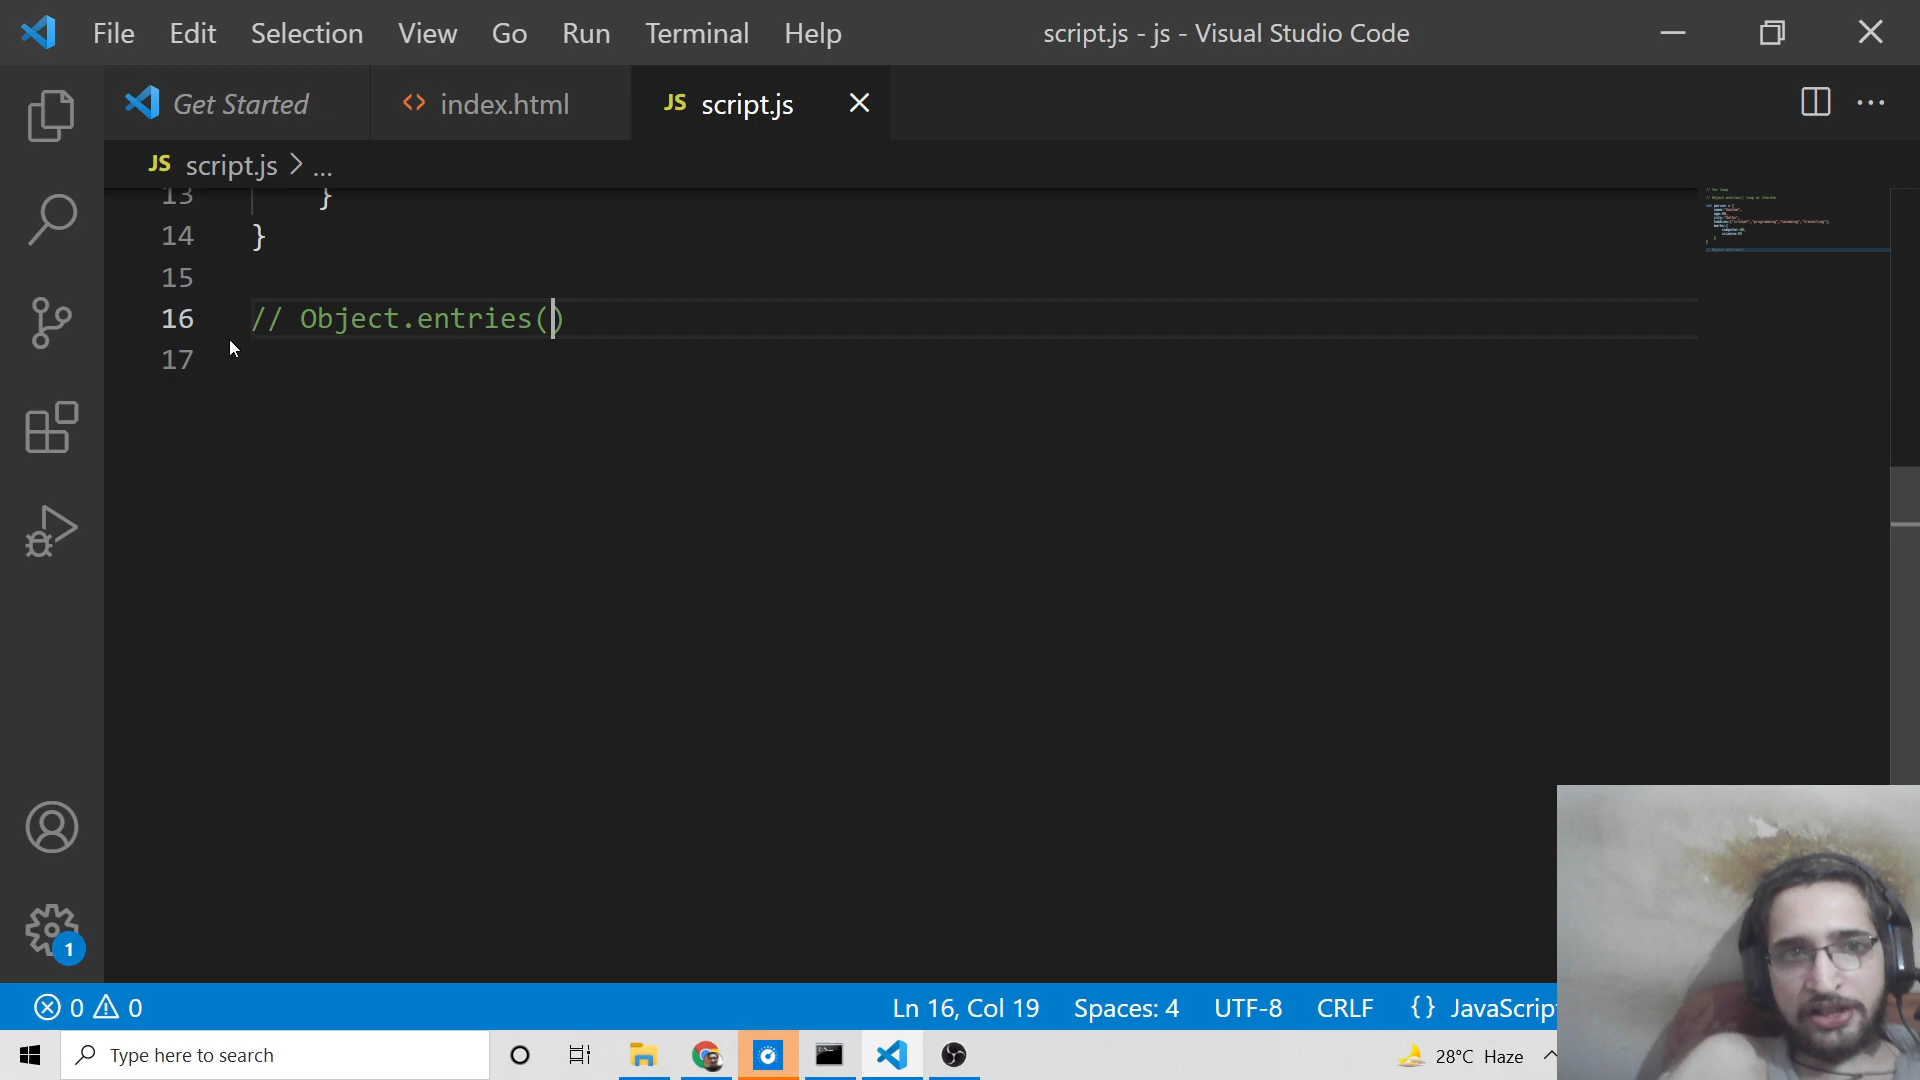 File Edit Selection View Go Run Terminal Help script.js - js - Visual Studio Code
Get Started index.html JS script.js
JS script.js > ...
13 }
14 }
15
16 // Object.entries()
17
1
0 0 Ln 16, Col 19 Spaces: 4 UTF-8 CRLF {} JavaScrip
Type here to search 28°C Haze